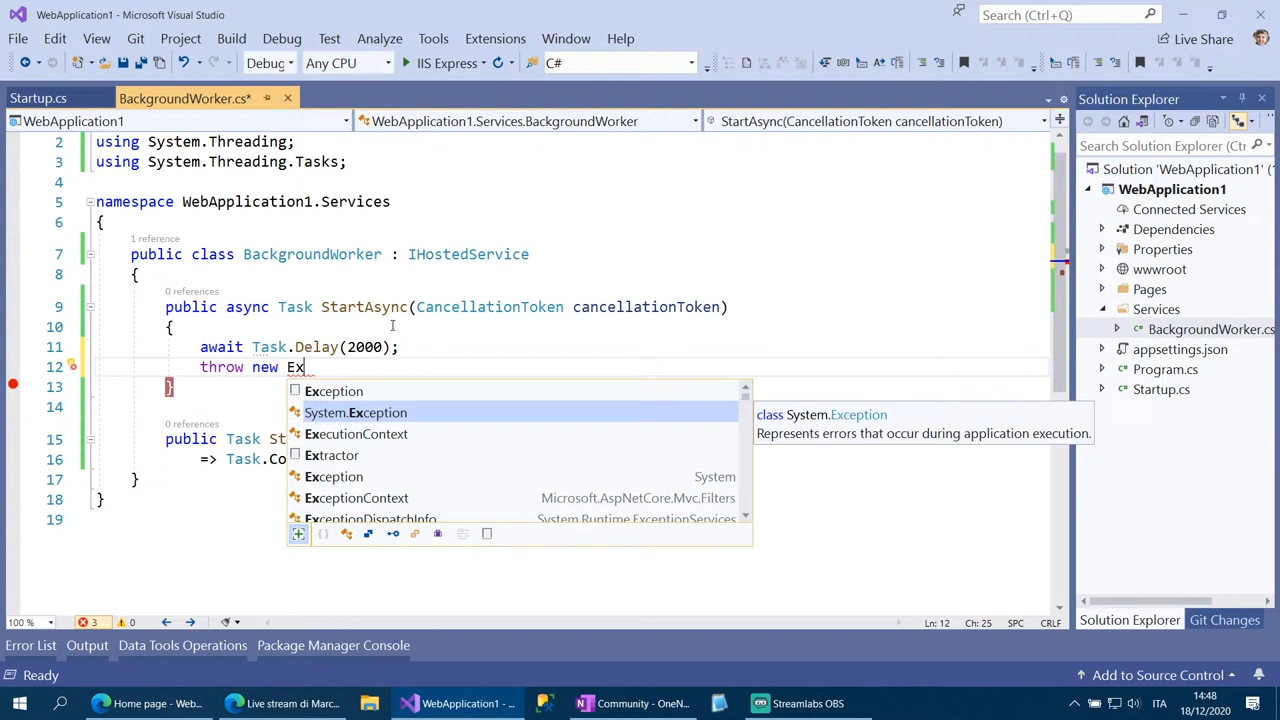 WebApplication1 - Microsoft Visual Studio
Search (Ctrl+Q)
File Edit View Git Project Build Debug Test Analyze Tools Extensions Window Help
Live Share
Debug Any CPU IIS Express C#
Startup.cs BackgroundWorker.cs*
WebApplication1 WebApplication1.Services.BackgroundWorker StartAsync(CancellationToken cancellationToken)
2 using System.Threading;
3 using System.Threading.Tasks;
4
5 namespace WebApplication1.Services
6 {
1 reference
7 public class BackgroundWorker : IHostedService
8 {
0 references
9 public async Task StartAsync(CancellationToken cancellationToken)
10 {
11 await Task.Delay(2000);
12 throw new Ex
13 }
14
0 references
15 public Task St
16 => Task.Co
17 }
18 }
19
Exception
System.Exception
ExecutionContext
Extractor
Exception System
ExceptionContext Microsoft.AspNetCore.Mvc.Filters
ExceptionDispatchInfo System.Runtime.ExceptionServices
class System.Exception
Represents errors that occur during application execution.
Solution Explorer
Search Solution Explorer (Ctr
Solution 'WebApplication1' (1
WebApplication1
Connected Services
Dependencies
Properties
wwwroot
Pages
Services
BackgroundWorker.cs
appsettings.json
Program.cs
Startup.cs
100 % 3 0 Ln: 12 Ch: 25 SPC CRLF
Solution Explorer Git Changes
Error List Output Data Tools Operations Package Manager Console
Ready
Add to Source Control
Home page - Web...
Live stream di Marc...
WebApplication1 - ...
Community - OneN...
Streamlabs OBS
ITA
14:48
18/12/2020